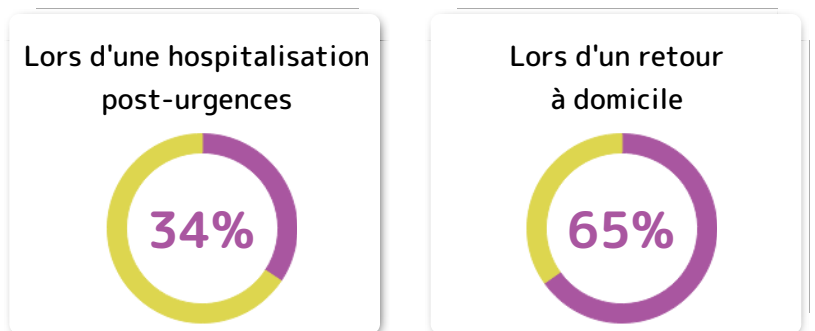 Lors d'une hospitalisation
post-urgences
34%
Lors d'un retour
à domicile
65%